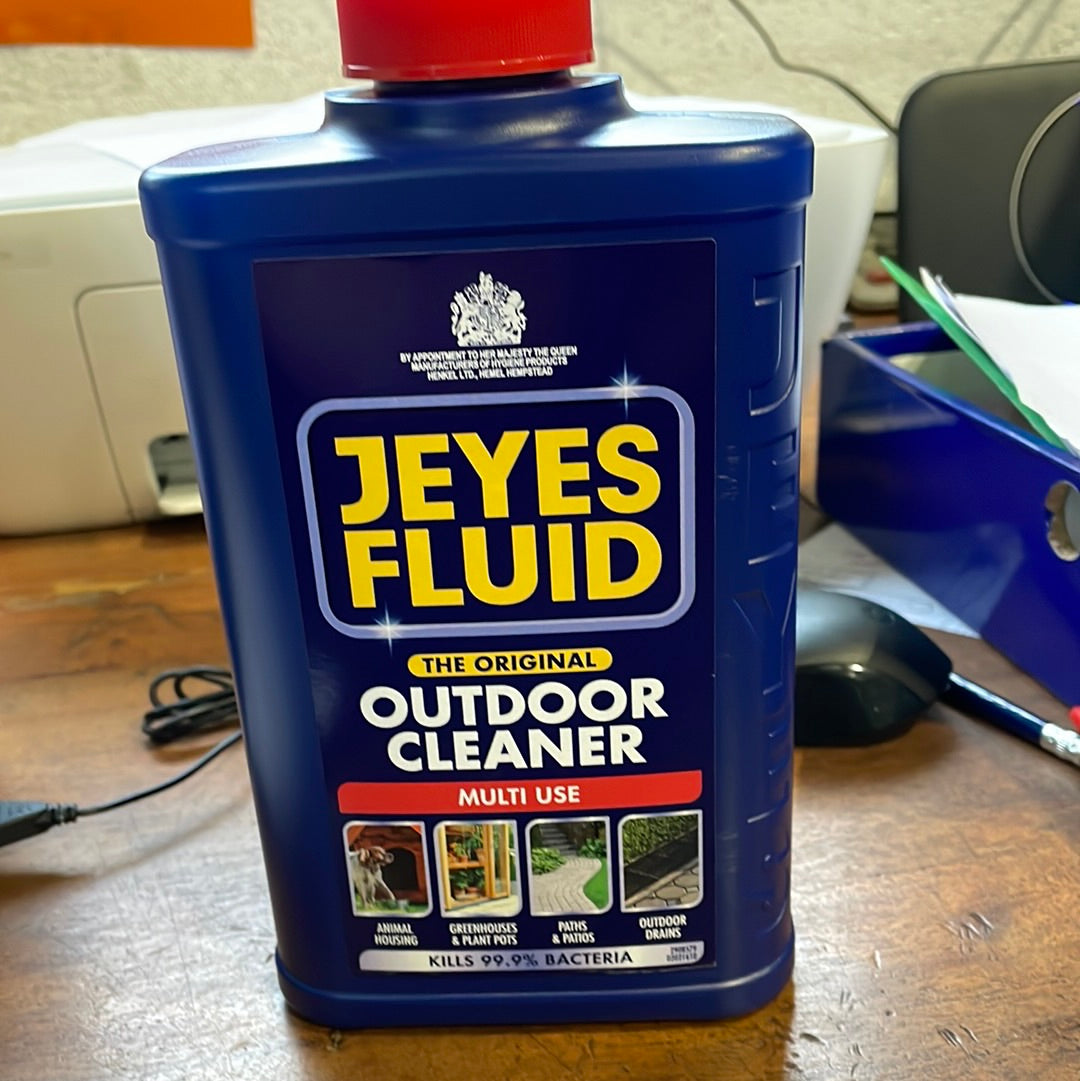 BY APPOINTMENT TO HER MAJESTY THE QUEEN
MANUFACTURERS OF HYGIENE PRODUCTS
HENKEL LTD., HEMEL HEMPSTEAD
JEYES
FLUID
THE ORIGINAL
OUTDOOR
CLEANER
MULTI USE
ANIMAL
HOUSING
GREENHOUSES
& PLANT POTS
PATHS
& PATIOS
OUTDOOR
DRAINS
KILLS 99.9% BACTERIA
JEYES